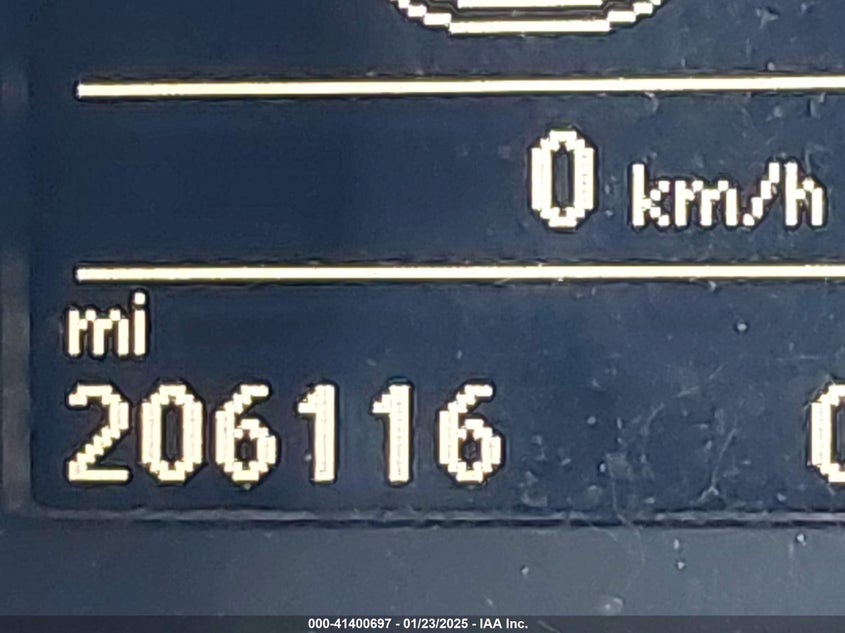 0 km/h
mi
206116
000-41400697 - 01/23/2025 - IAA Inc.